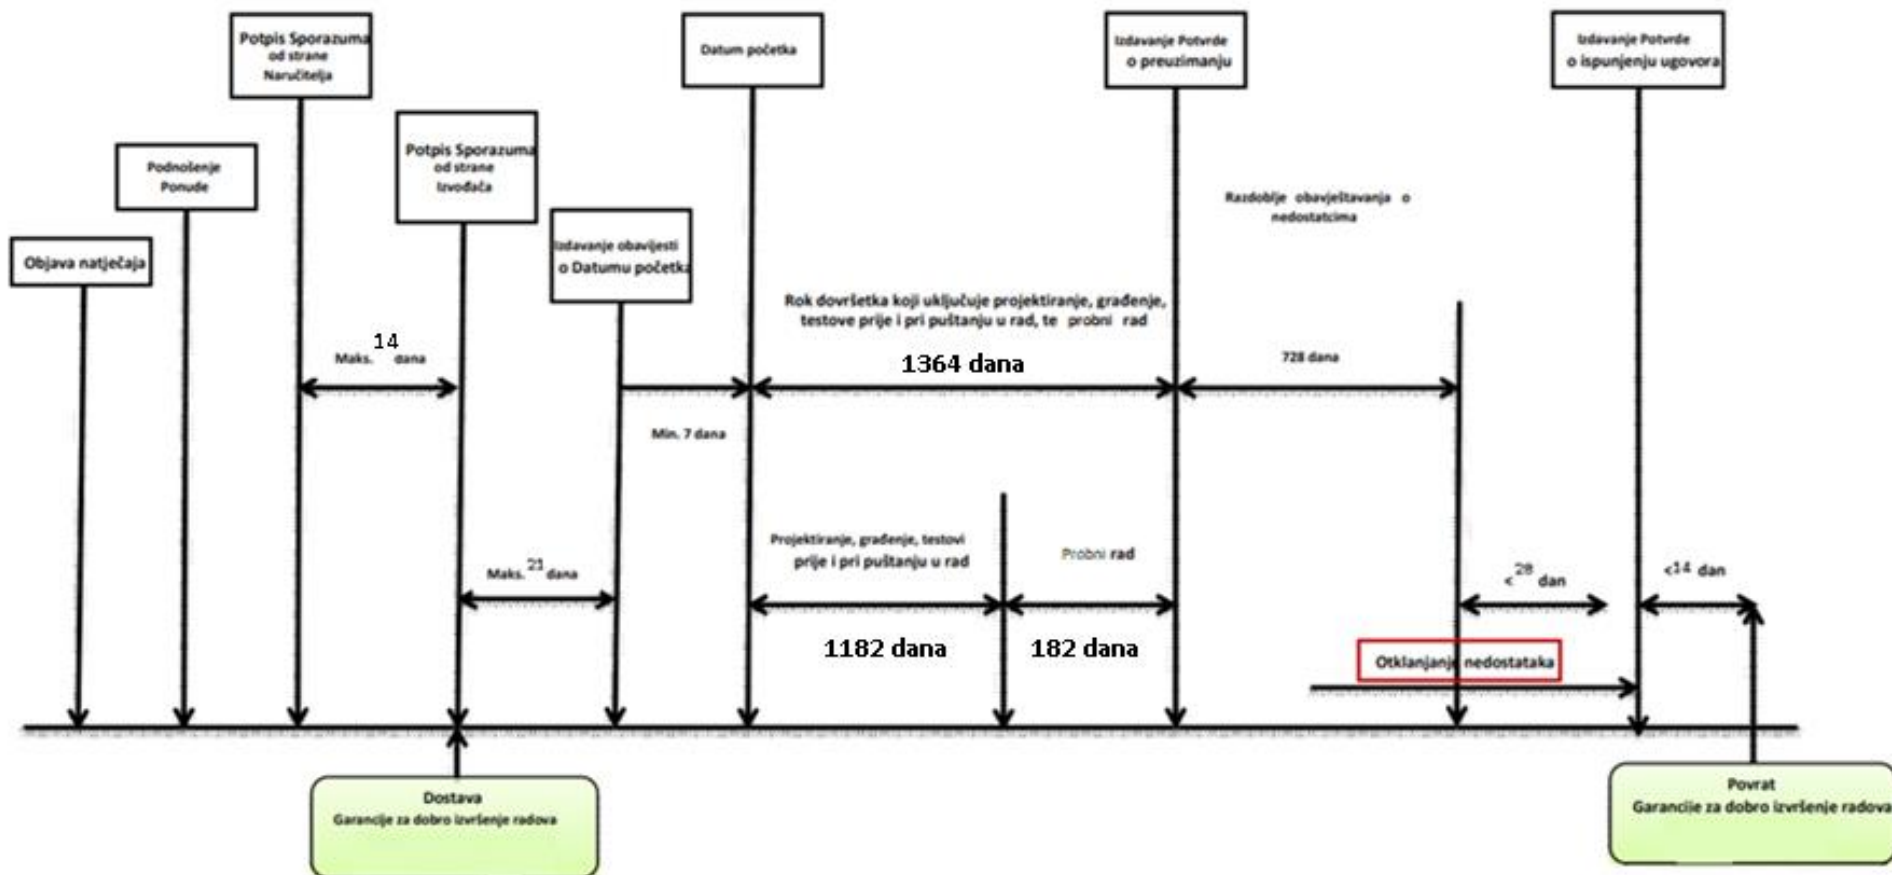 Potpis Sporazuma
od strane
Naručitelja
Datum početka
Izdavanje Potvrde
o preuzimanju
Izdavanje Potvrde
o ispunjenju ugovora
Podnošenje
Ponude
Potpis Sporazuma
od strane
Izvođača
Razdoblje obavještavanja o
nedostatcima
Objava natječaja
Izdavanje obavijesti
o Datumu početka
Rok dovršetka koji uključuje projektiranje, građenje,
testove prije i pri puštanju u rad, te probni rad
Maks. 14 dana
1364 dana
728 dana
Min. 7 dana
Projektiranje, građenje, testovi
prije i pri puštanju u rad
Probni rad
Maks. 21 dana
<28 dan
<14 dan
1182 dana
182 dana
Otklanjanje nedostataka
Dostava
Garancije za dobro izvršenje radova
Povrat
Garancije za dobro izvršenje radova